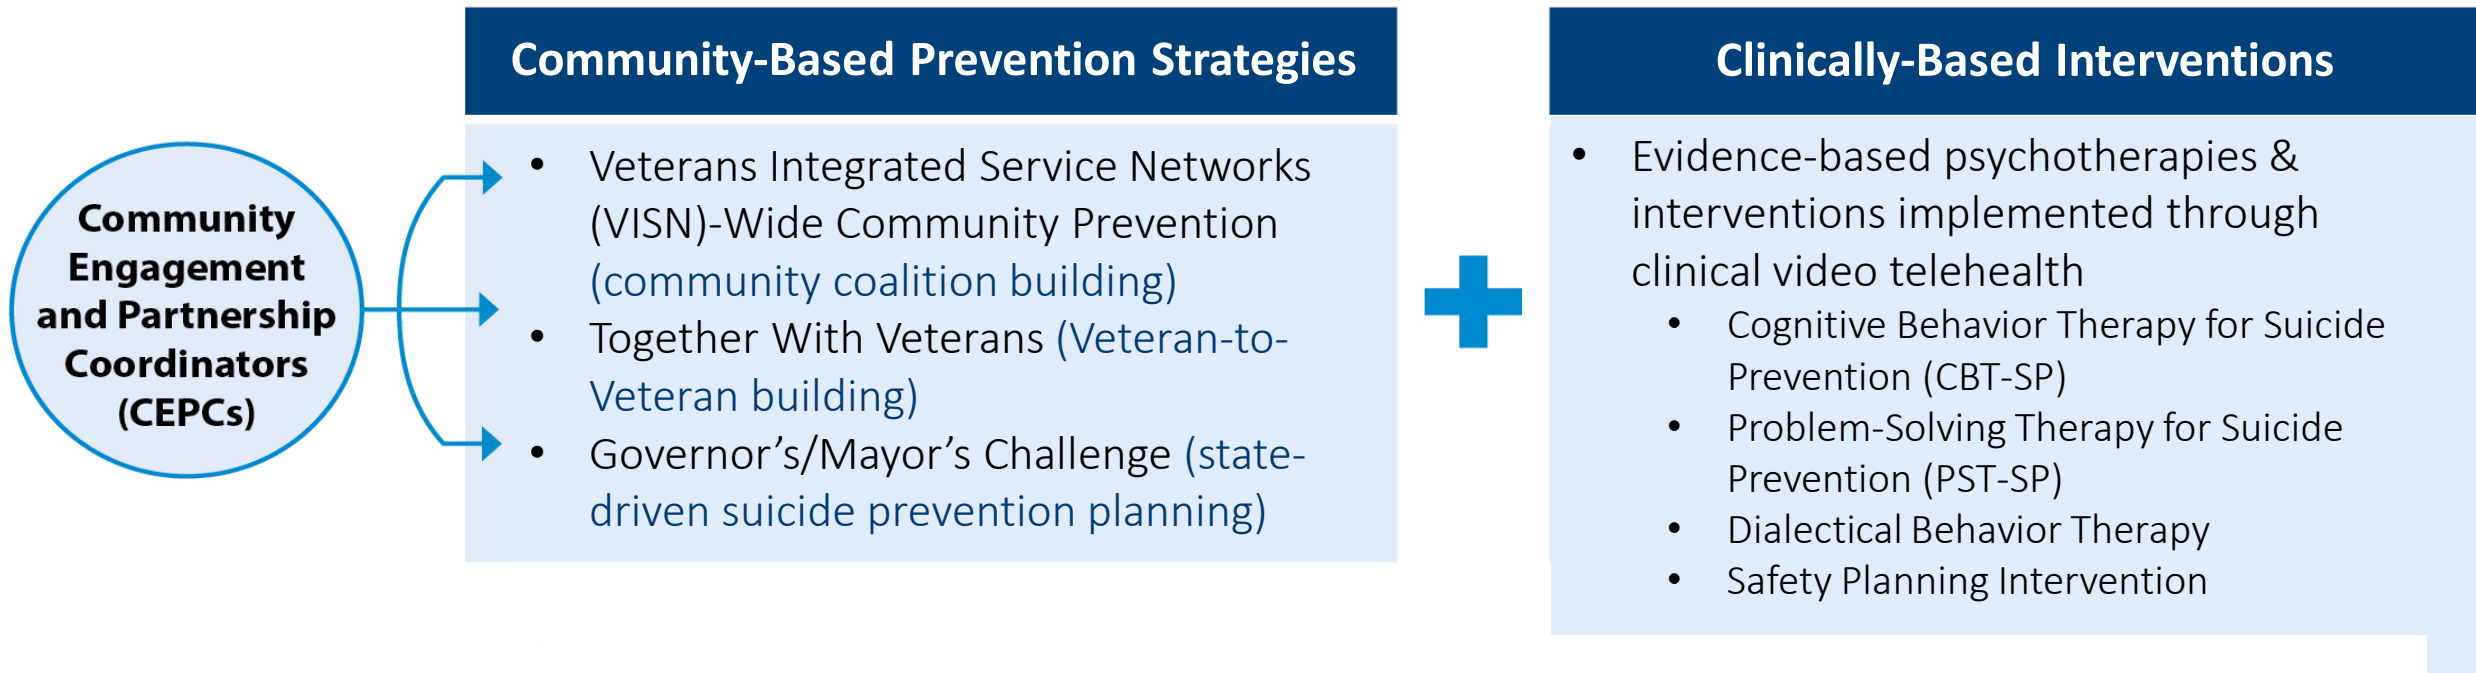 Community
Engagement
and Partnership
Coordinators
(CEPCs)
Community-Based Prevention Strategies
• Veterans Integrated Service Networks
(VISN)-Wide Community Prevention
(community coalition building)
• Together With Veterans (Veteran-to-
Veteran building)
• Governor’s/Mayor’s Challenge (state-
driven suicide prevention planning)
Clinically-Based Interventions
• Evidence-based psychotherapies &
interventions implemented through
clinical video telehealth
• Cognitive Behavior Therapy for Suicide
Prevention (CBT-SP)
• Problem-Solving Therapy for Suicide
Prevention (PST-SP)
• Dialectical Behavior Therapy
• Safety Planning Intervention